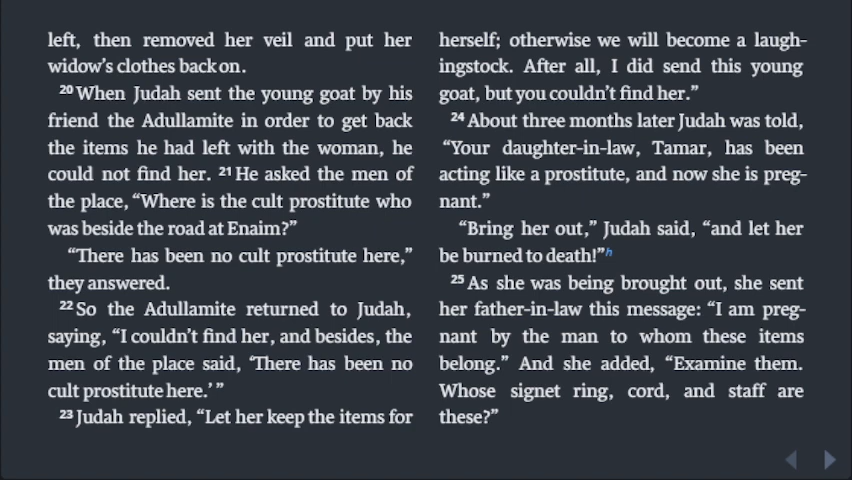 left, then removed her veil and put her
widow's clothes back on.
20 When Judah sent the young goat by his
friend the Adullamite in order to get back
the items he had left with the woman, he
could not find her. 21 He asked the men of
the place, “Where is the cult prostitute who
was beside the road at Enaim?”
“There has been no cult prostitute here,”
they answered.
22 So the Adullamite returned to Judah,
saying, “I couldn't find her, and besides, the
men of the place said, ‘There has been no
cult prostitute here.’ ”
23 Judah replied, “Let her keep the items for
herself; otherwise we will become a laugh-
ingstock. After all, I did send this young
goat, but you couldn't find her.”
24 About three months later Judah was told,
“Your daughter-in-law, Tamar, has been
acting like a prostitute, and now she is preg-
nant.”
“Bring her out,” Judah said, “and let her
be burned to death!” h
25 As she was being brought out, she sent
her father-in-law this message: “I am preg-
nant by the man to whom these items
belong.” And she added, “Examine them.
Whose signet ring, cord, and staff are
these?”